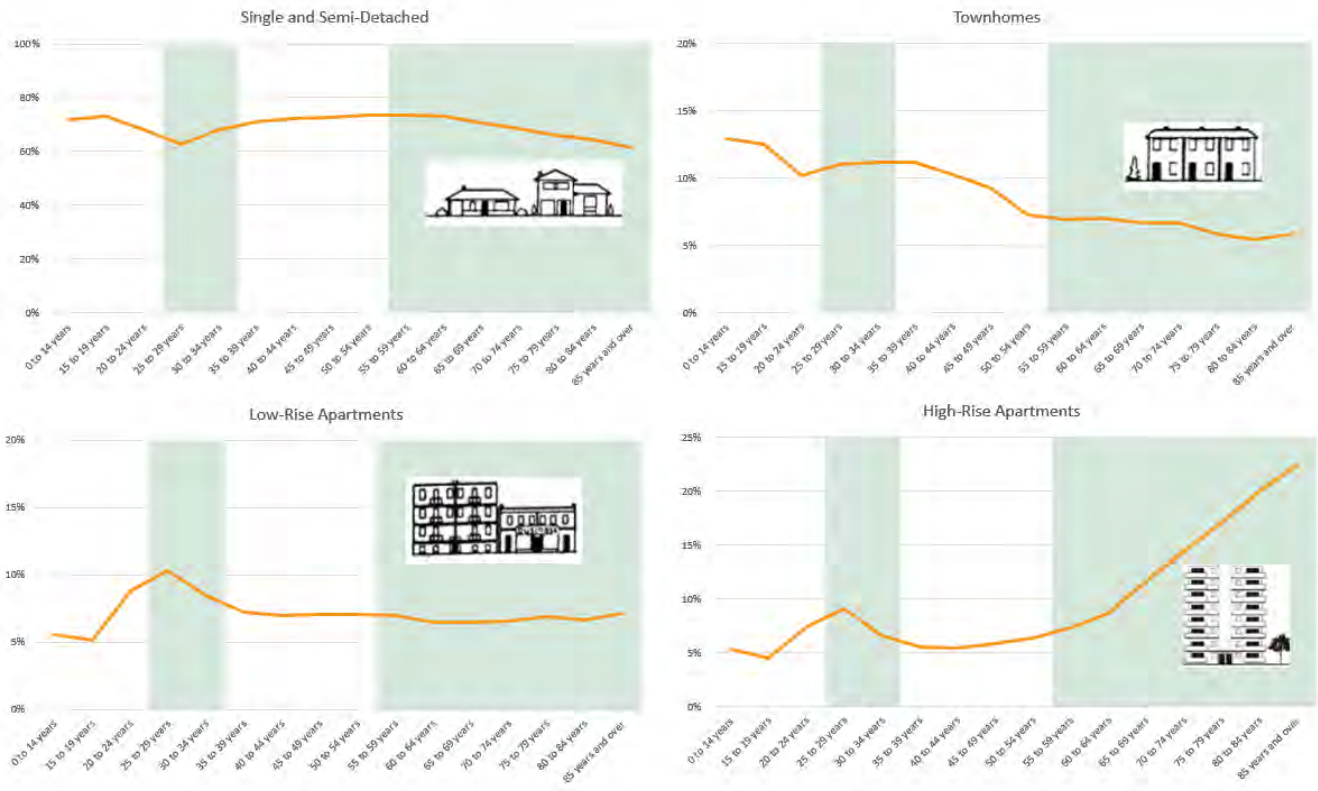 Single and Semi-Detached
100%
80%
60%
40%
20%
0%
0 to 14 years
15 to 19 years
20 to 24 years
25 to 29 years
30 to 34 years
35 to 39 years
40 to 44 years
45 to 49 years
50 to 54 years
55 to 59 years
60 to 64 years
65 to 69 years
70 to 74 years
75 to 79 years
80 to 84 years
85 years and over
Townhomes
20%
15%
10%
5%
0%
0 to 14 years
15 to 19 years
20 to 24 years
25 to 29 years
30 to 34 years
35 to 39 years
40 to 44 years
45 to 49 years
50 to 54 years
55 to 59 years
60 to 64 years
65 to 69 years
70 to 74 years
75 to 79 years
80 to 84 years
85 years and over
Low-Rise Apartments
20%
15%
10%
5%
0%
0 to 14 years
15 to 19 years
20 to 24 years
25 to 29 years
30 to 34 years
35 to 39 years
40 to 44 years
45 to 49 years
50 to 54 years
55 to 59 years
60 to 64 years
65 to 69 years
70 to 74 years
75 to 79 years
80 to 84 years
85 years and over
High-Rise Apartments
25%
20%
15%
10%
5%
0%
0 to 14 years
15 to 19 years
20 to 24 years
25 to 29 years
30 to 34 years
35 to 39 years
40 to 44 years
45 to 49 years
50 to 54 years
55 to 59 years
60 to 64 years
65 to 69 years
70 to 74 years
75 to 79 years
80 to 84 years
85 years and over